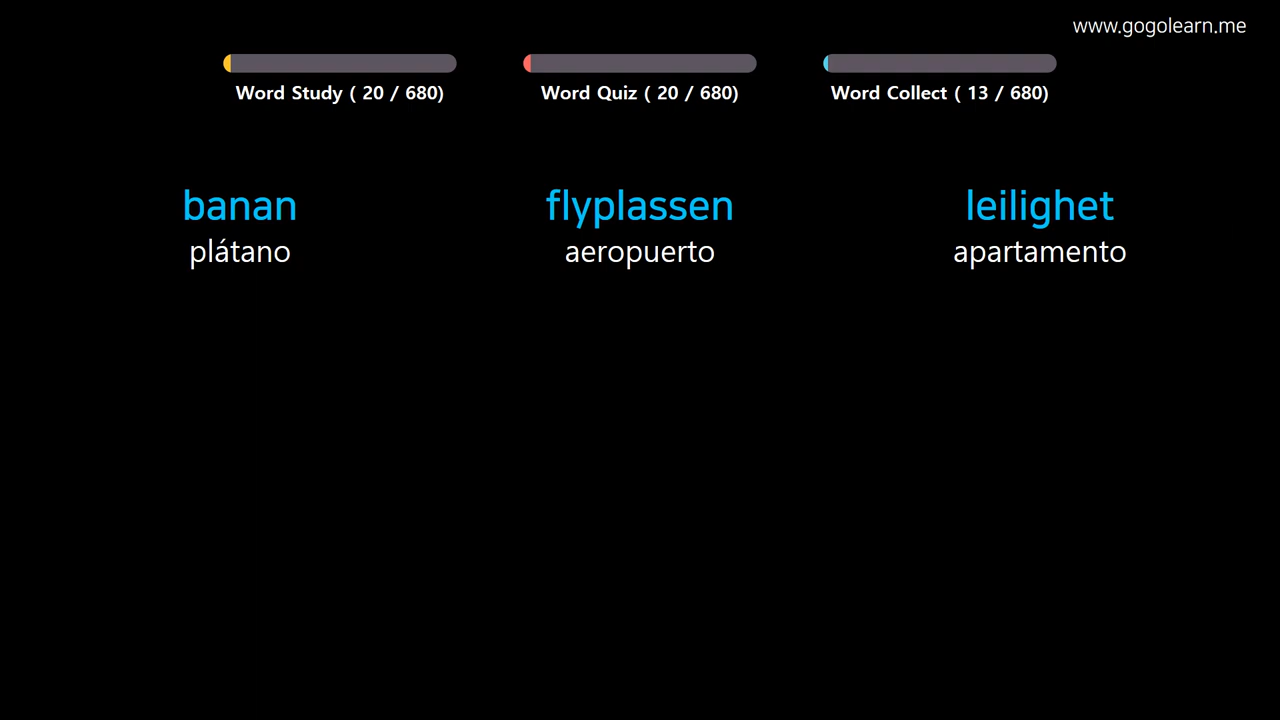 www.gogolearn.me
Word Study ( 20 / 680)
Word Quiz ( 20 / 680)
Word Collect ( 13 / 680)
banan
plátano
flyplassen
aeropuerto
leilighet
apartamento